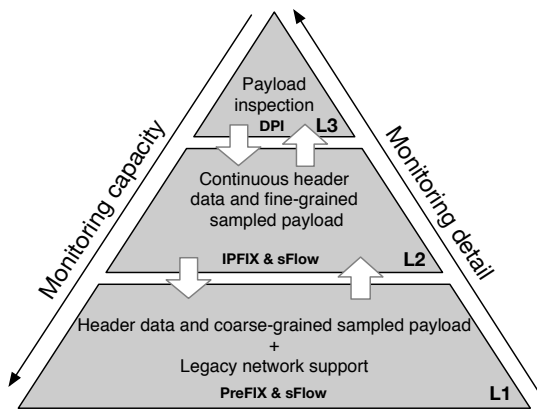 Monitoring capacity
Monitoring detail
Payload
inspection
DPI
L3
Continuous header
data and fine-grained
sampled payload
IPFIX & sFlow
L2
Header data and coarse-grained sampled payload
+
Legacy network support
PreFIX & sFlow
L1